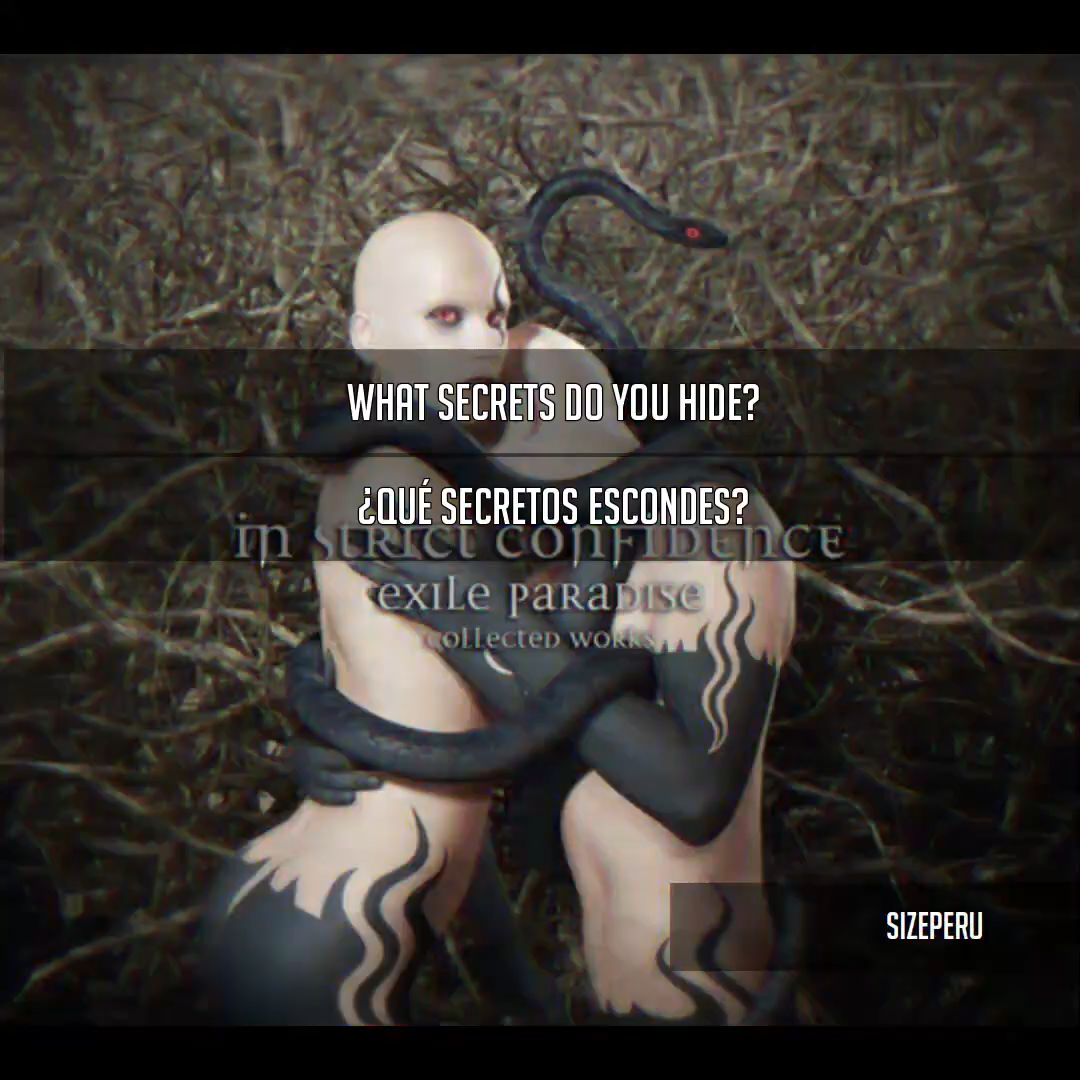 WHAT SECRETS DO YOU HIDE?
¿QUÉ SECRETOS ESCONDES?
in strict confidence
exile paradise
collected works
SIZEPERU